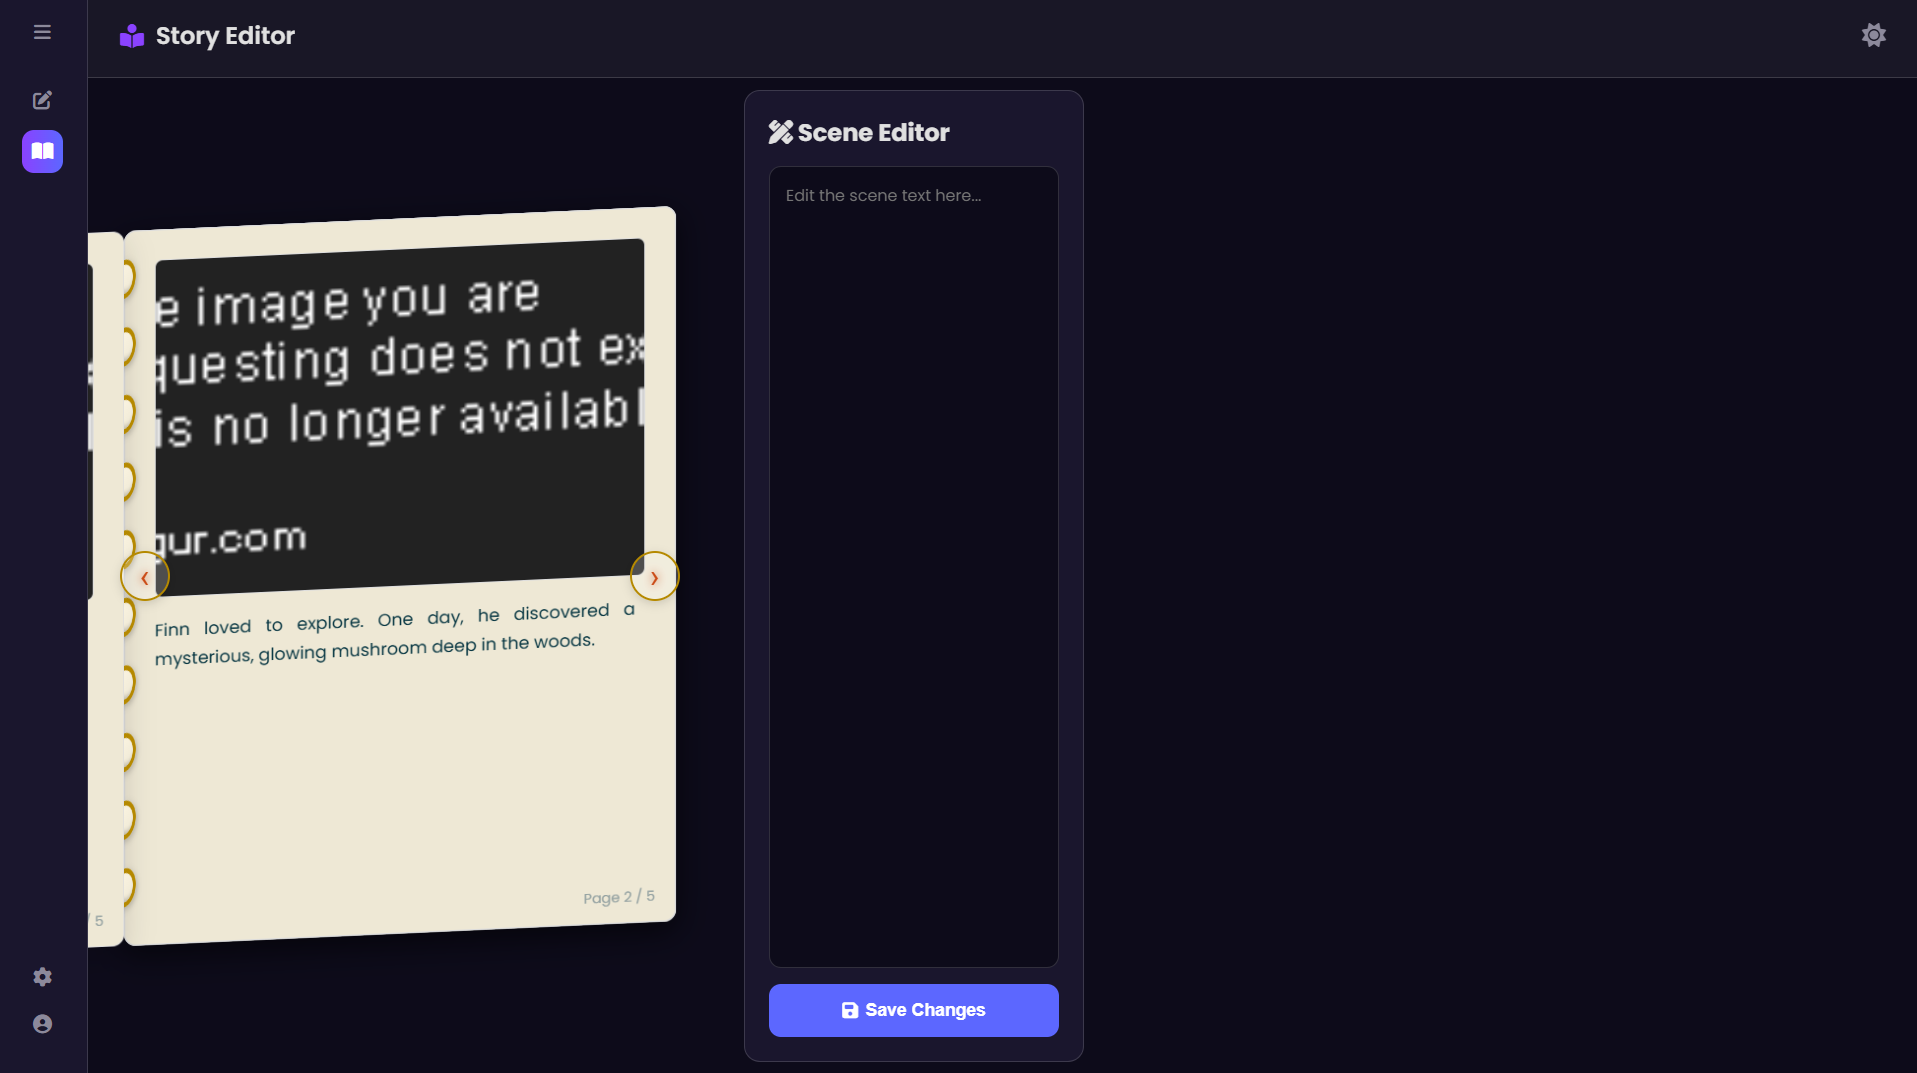 Story Editor
Scene Editor
Edit the scene text here...
e image you are
questing does not ex
is no longer availabl
gur.com
Finn loved to explore. One day, he discovered a
mysterious, glowing mushroom deep in the woods.
Page 2 / 5
/ 5
Save Changes